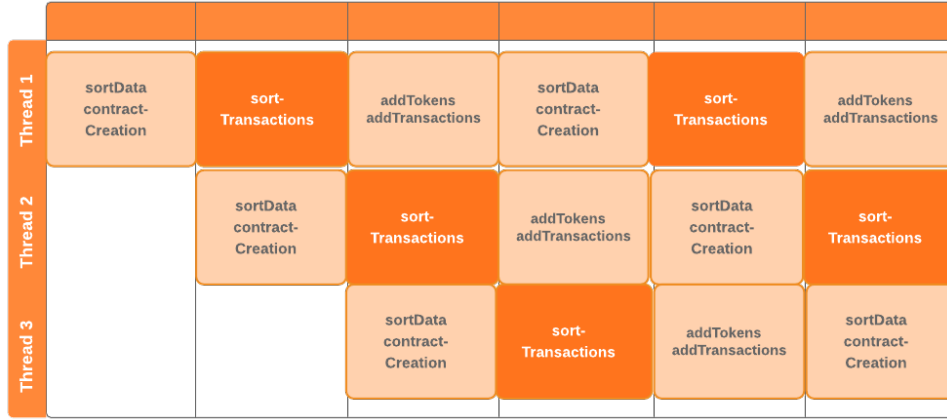 Thread 1
sortData
contract-
Creation
sort-
Transactions
addTokens
addTransactions
sortData
contract-
Creation
sort-
Transactions
addTokens
addTransactions
Thread 2
sortData
contract-
Creation
sort-
Transactions
addTokens
addTransactions
sortData
contract-
Creation
sort-
Transactions
Thread 3
sortData
contract-
Creation
sort-
Transactions
addTokens
addTransactions
sortData
contract-
Creation